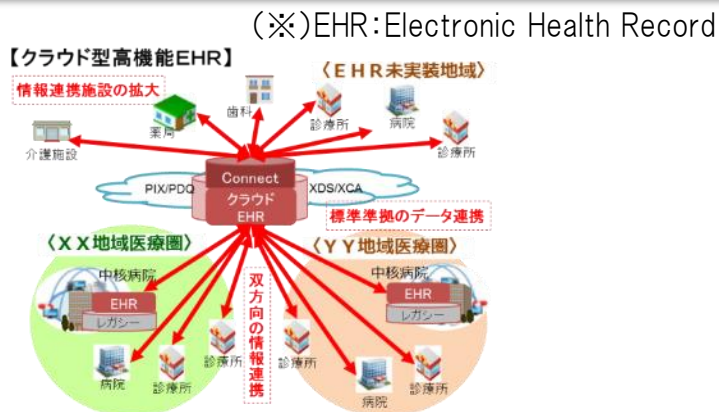 (※)EHR:Electronic Health Record
【クラウド型高機能EHR】
〈EHR未実装地域〉
情報連携施設の拡大
歯科
薬局
診療所
病院
介護施設
診療所
Connect
PIX/PDQ
XDS/XCA
クラウド
EHR
標準準拠のデータ連携
〈XX地域医療圏〉
〈YY地域医療圏〉
中核病院
中核病院
EHR
レガシー
双方向の情報連携
EHR
レガシー
診療所
診療所
病院
診療所
病院
診療所